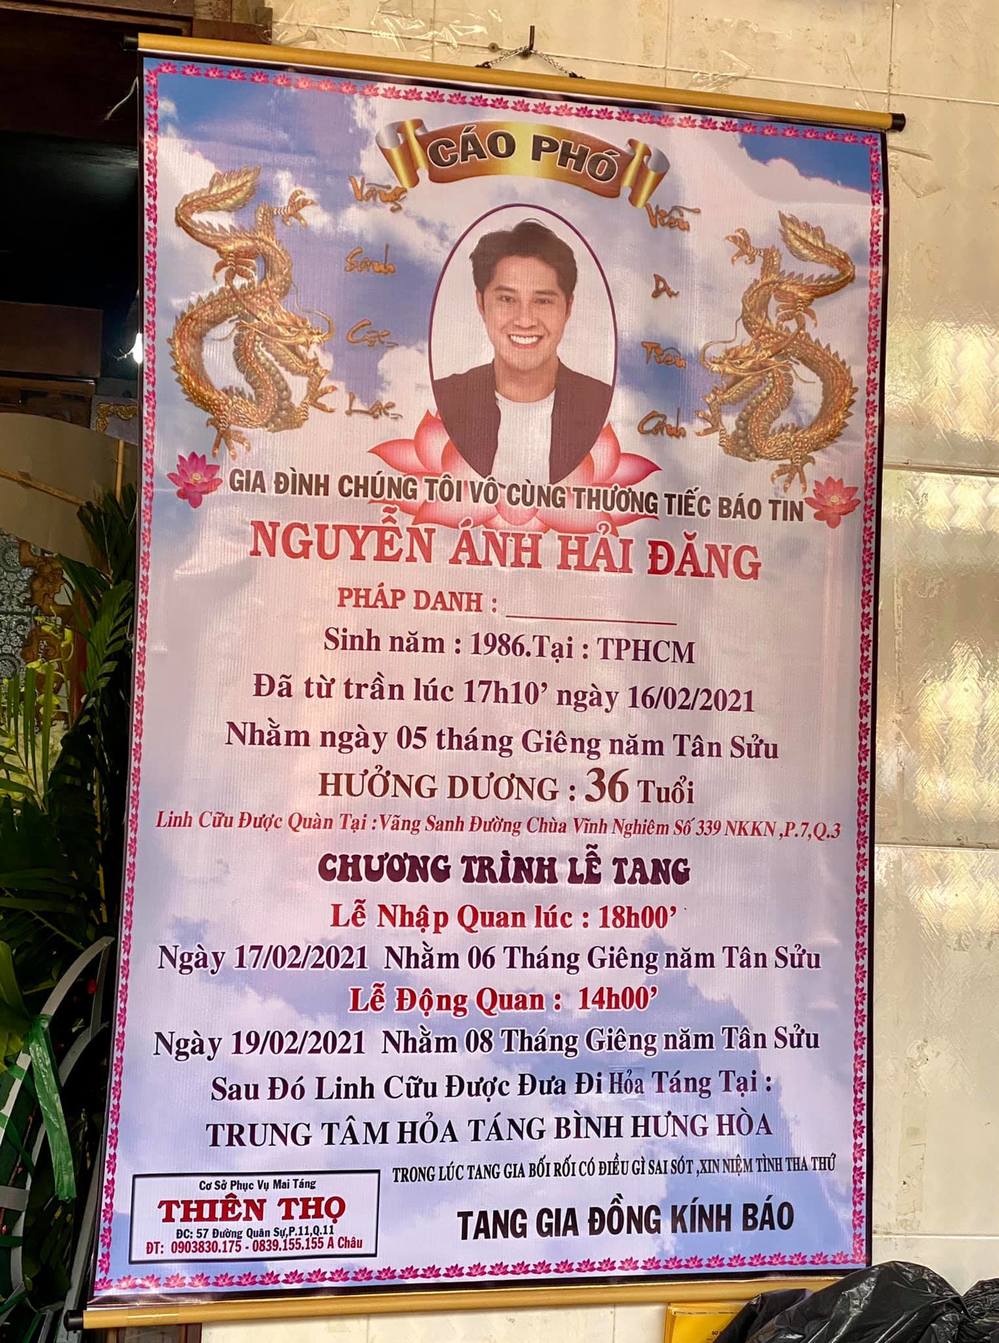 CÁO PHÓ
Vãng
Sanh
Cực
Lạc
GIA ĐÌNH CHÚNG TÔI VÔ CÙNG THƯƠNG TIẾC BÁO TIN
NGUYỄN ÁNH HẢI ĐĂNG
PHÁP DANH :
Sinh năm : 1986.Tại : TPHCM
Đã từ trần lúc 17h10’ ngày 16/02/2021
Nhằm ngày 05 tháng Giêng năm Tân Sửu
HƯỞNG DƯƠNG : 36 Tuổi
Linh Cữu Được Quàn Tại :Vãng Sanh Đường Chùa Vĩnh Nghiêm Số 339 NKKN ,P.7,Q.3
CHƯƠNG TRÌNH LỄ TANG
Lễ Nhập Quan lúc : 18h00’
Ngày 17/02/2021 Nhằm 06 Tháng Giêng năm Tân Sửu
Lễ Động Quan : 14h00’
Ngày 19/02/2021 Nhằm 08 Tháng Giêng năm Tân Sửu
Sau Đó Linh Cữu Được Đưa Đi Hỏa Táng Tại :
TRUNG TÂM HỎA TÁNG BÌNH HƯNG HÒA
TRONG LÚC TANG GIA BỐI RỐI CÓ ĐIỀU GÌ SAI SÓT ,XIN NIỆM TÌNH THA THỨ
TANG GIA ĐỒNG KÍNH BÁO
Cơ Sở Phục Vụ Mai Táng
THIÊN THỌ
ĐC: 57 Đường Quân Sự,P.11,Q.11
ĐT: 0903830.175 - 0839.155.155 A Châu